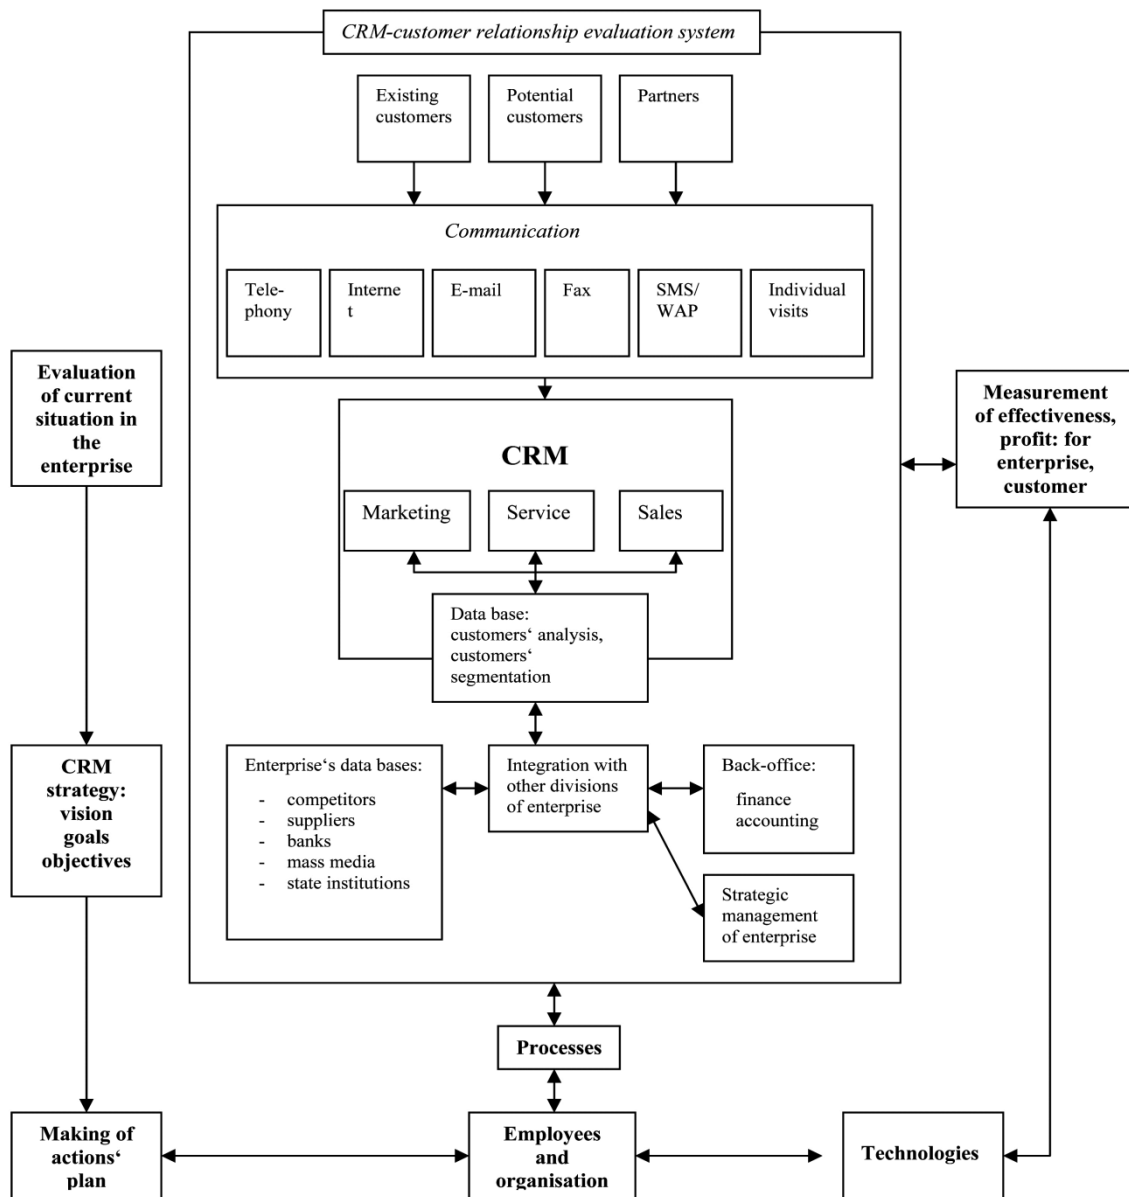 CRM-customer relationship evaluation system
Existing
customers
Potential
customers
Partners
Communication
Tele-
phony
Interne
t
E-mail
Fax
SMS/
WAP
Individual
visits
Evaluation
of current
situation in
the
enterprise
Measurement
of effectiveness,
profit: for
enterprise,
customer
CRM
Marketing
Service
Sales
Data base:
customers‘ analysis,
customers‘
segmentation
CRM
strategy:
vision
goals
objectives
Enterprise‘s data bases:
- competitors
- suppliers
- banks
- mass media
- state institutions
Integration with
other divisions
of enterprise
Back-office:
finance
accounting
Strategic
management
of enterprise
Processes
Making of
actions‘
plan
Employees
and
organisation
Technologies